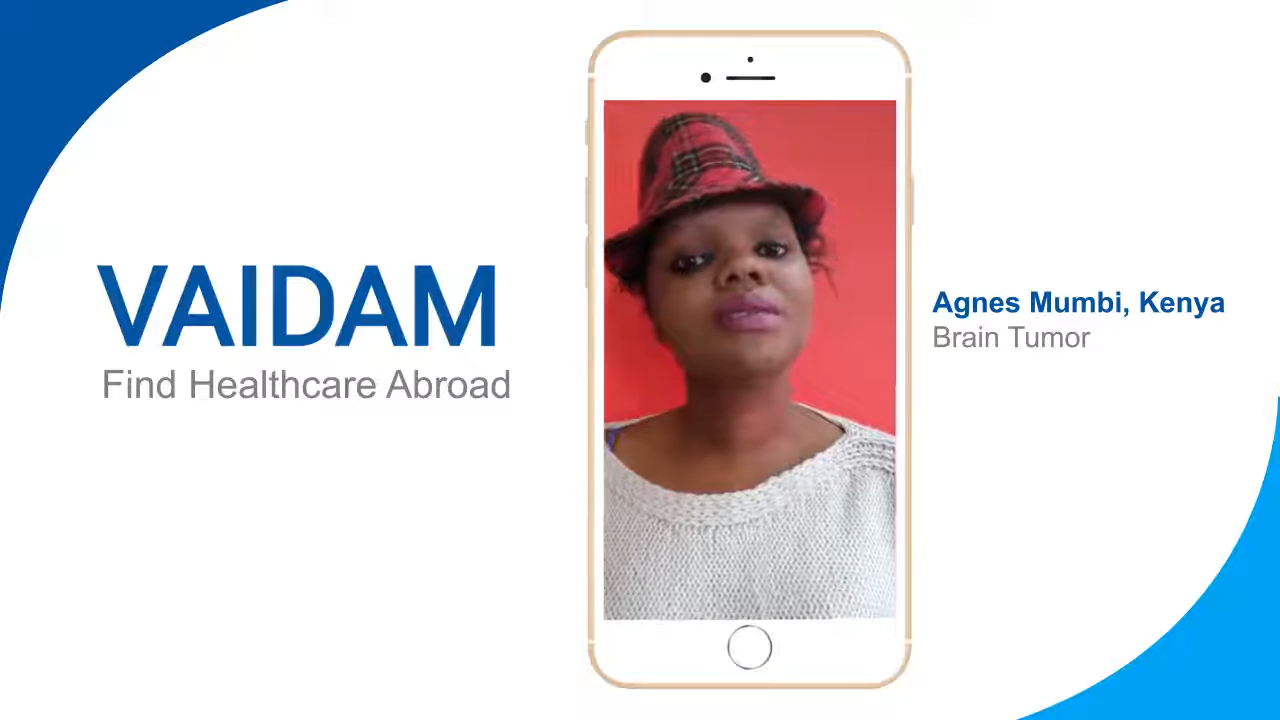 VAIDAM
Find Healthcare Abroad
Agnes Mumbi, Kenya
Brain Tumor